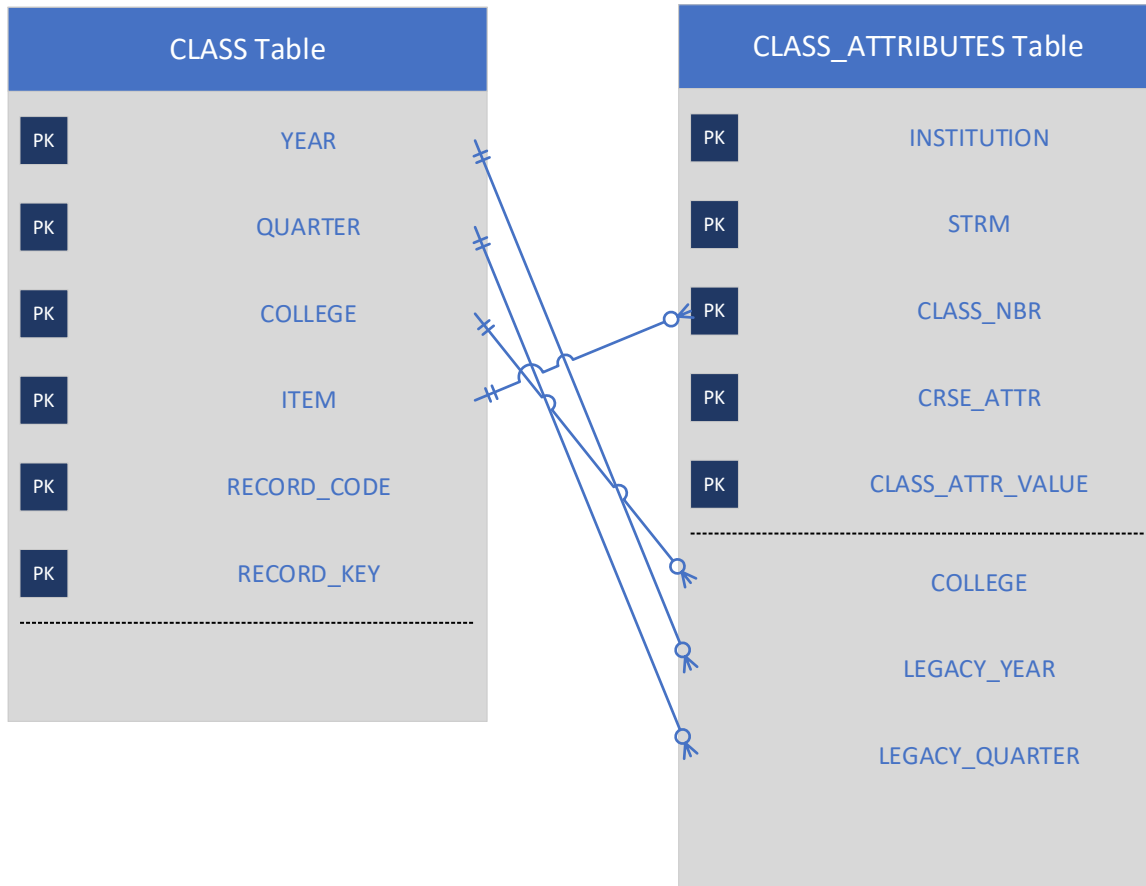 CLASS Table
PK YEAR
PK QUARTER
PK COLLEGE
PK ITEM
PK RECORD_CODE
PK RECORD_KEY
CLASS_ATTRIBUTES Table
PK INSTITUTION
PK STRM
PK CLASS_NBR
PK CRSE_ATTR
PK CLASS_ATTR_VALUE
COLLEGE
LEGACY_YEAR
LEGACY_QUARTER